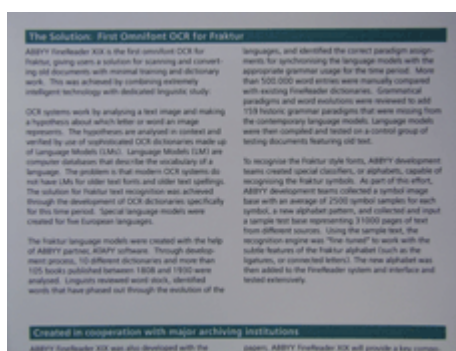 The Solution: First Omnifont OCR for Fraktur
ABBYY FineReader XIX is the first omnifont OCR for
Fraktur, giving users a solution for scanning and convert-
ing old documents with minimal training and dictionary
work. This was achieved by combining extremely
intelligent technology with dedicated linguistic study.
OCR systems work by analysing a text image and making
a hypothesis about which letter or word an image
represents. The hypotheses are analysed in context and
verified by use of sophisticated OCR dictionaries made up
of Language Models (LMs). Language Models (LM) are
computer databases that describe the vocabulary of a
language. The problem is that modern OCR systems do
not have LMs for older text fonts and older text spellings.
The solution for Fraktur text recognition was achieved
through the development of OCR dictionaries specifically
for this time period. Special language models were
created for five European languages.
The Fraktur language models were created with the help
of ABBYY partner, ATAPY software. Through develop-
ment process, 10 different dictionaries and more than
105 books published between 1808 and 1930 were
analysed. Linguists reviewed word stock, identified
words that have phased out through the evolution of the
languages, and identified the correct paradigm assign-
ments for synchronising the language models with the
appropriate grammar usage for the time period. More
than 500.000 word entries were manually compared
with existing FineReader dictionaries. Grammatical
paradigms and word evolutions were reviewed to add
159 historic grammar paradigms that were missing from
the contemporary language models. Language models
were then compiled and tested on a control group of
testing documents featuring old text.
To recognise the Fraktur style fonts, ABBYY development
teams created special classifiers, or alphabets, capable of
recognising the Fraktur symbols. As part of this effort,
ABBYY development teams collected a symbol image
base with an average of 2500 symbol samples for each
symbol, a new alphabet pattern, and collected and input
a sample text base representing 31000 pages of text
from different sources. Using the sample text, the
recognition engine was "fine tuned" to work with the
subtle features of the Fraktur alphabet (such as the
ligatures, or connected letters). The new alphabet was
then added to the FineReader system and interface and
tested extensively.
Created in cooperation with major archiving institutions
ABBYY FineReader XIX was also developed with the
papers. ABBYY FineReader XIX will provide a key